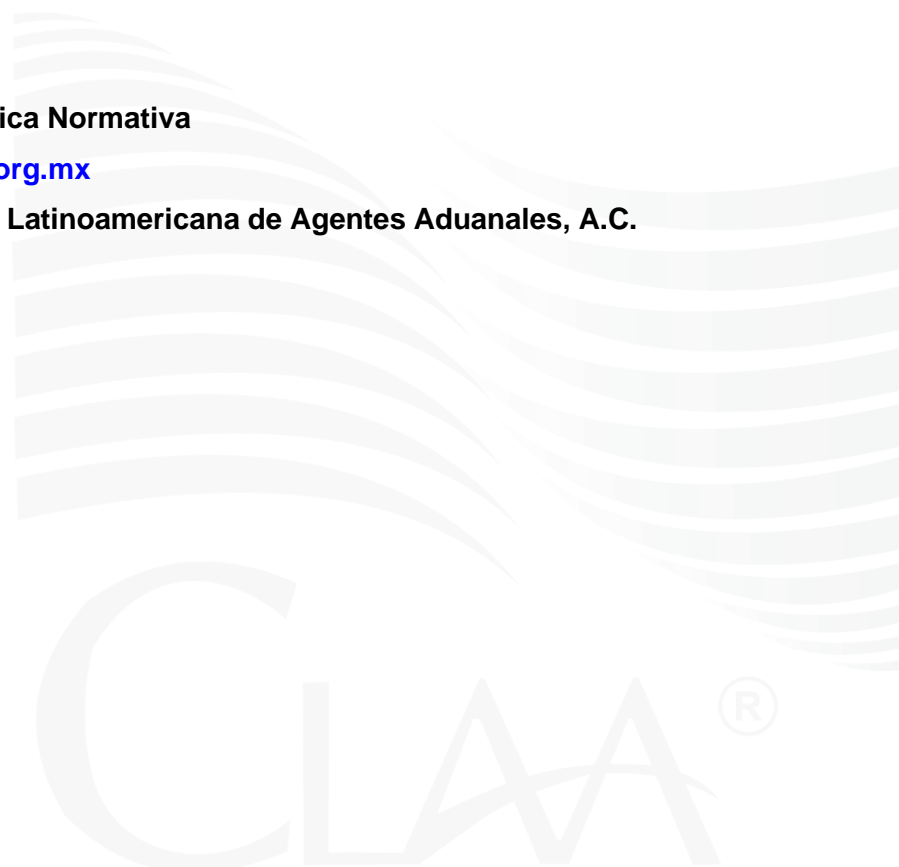 ica Normativa
org.mx
Latinoamericana de Agentes Aduanales, A.C.
CLAA®